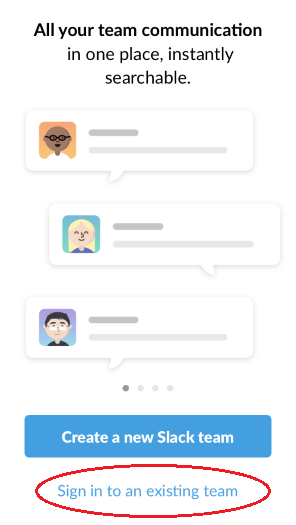 All your team communication
in one place, instantly
searchable.
Create a new Slack team
Sign in to an existing team